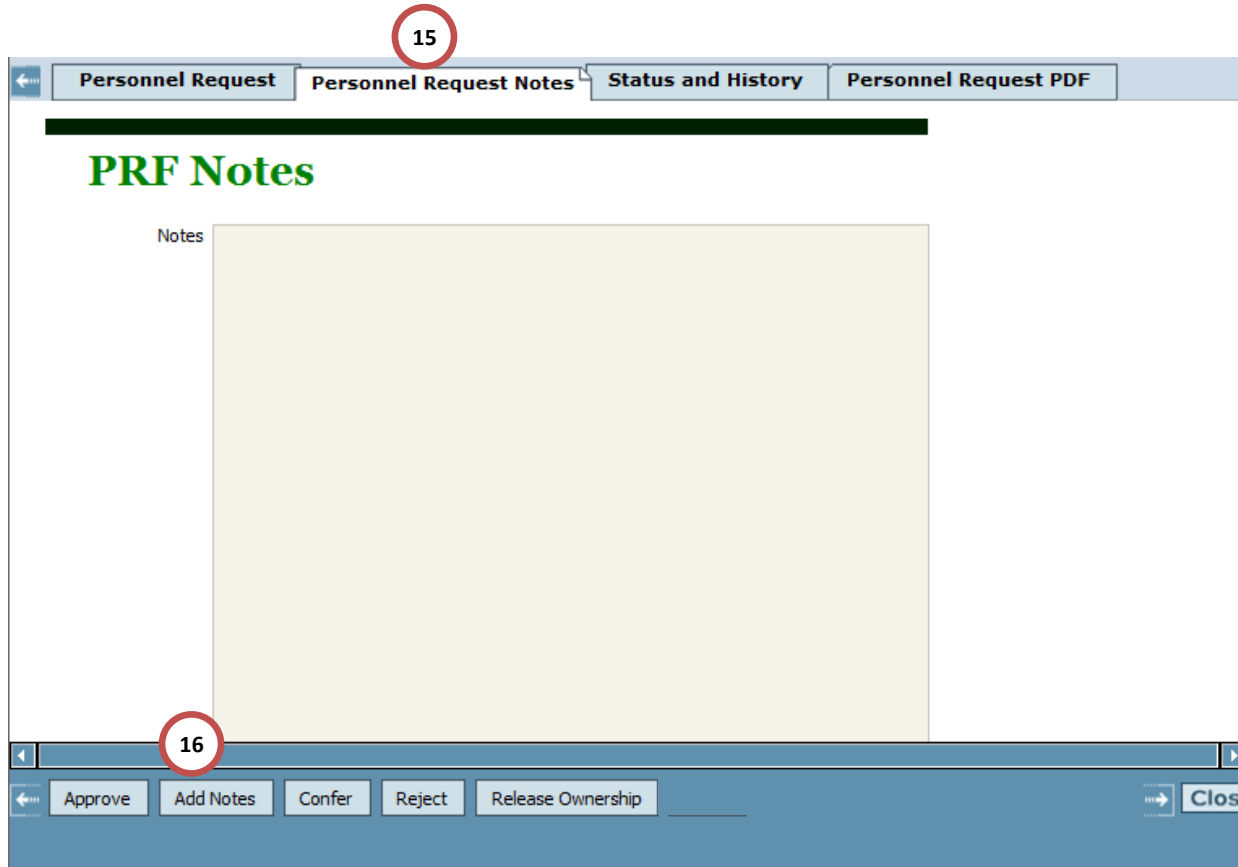 15
Personnel Request Personnel Request Notes Status and History Personnel Request PDF
PRF Notes
Notes
16
Approve Add Notes Confer Reject Release Ownership Clos